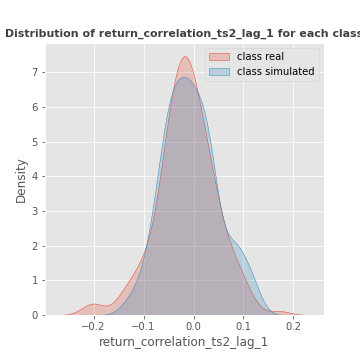 Distribution of return_correlation_ts2_lag_1 for each class
class real
class simulated
7
6
5
4
3
2
1
0
Density
−0.2 −0.1 0.0 0.1 0.2
return_correlation_ts2_lag_1